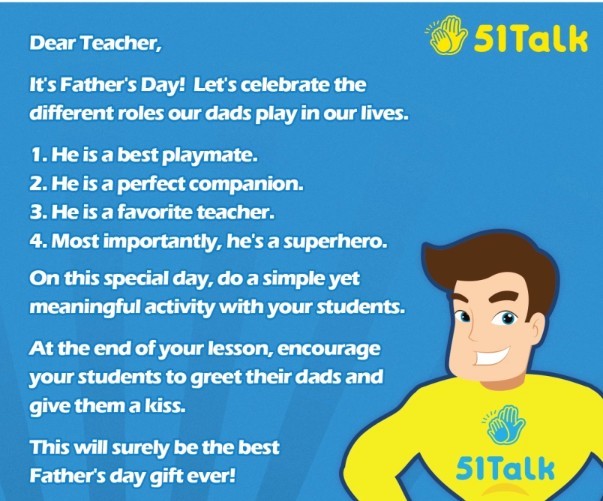 51Talk
Dear Teacher,
It's Father's Day! Let's celebrate the
different roles our dads play in our lives.
1. He is a best playmate.
2. He is a perfect companion.
3. He is a favorite teacher.
4. Most importantly, he's a superhero.
On this special day, do a simple yet
meaningful activity with your students.
At the end of your lesson, encourage
your students to greet their dads and
give them a kiss.
This will surely be the best
Father's day gift ever!
51Talk